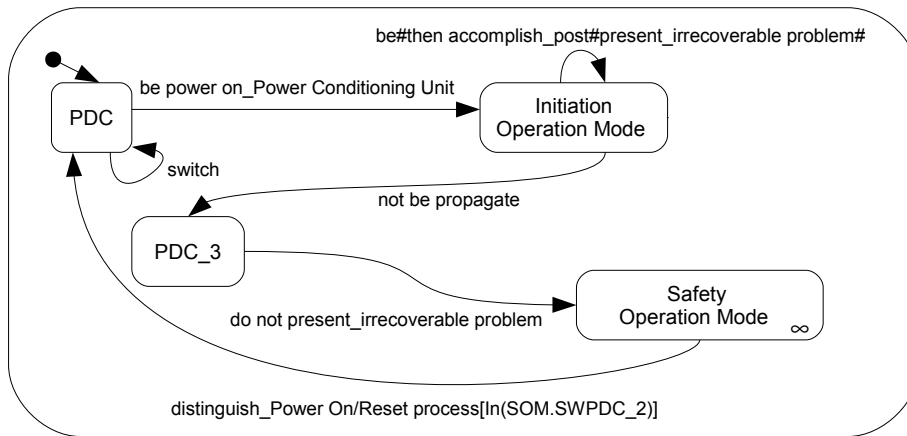 be#then accomplish_post#present_irrecoverable problem#
be power on_Power Conditioning Unit
PDC
Initiation
Operation Mode
switch
not be propagate
PDC_3
Safety
Operation Mode
∞
do not present_irrecoverable problem
distinguish_Power On/Reset process[In(SOM.SWPDC_2)]